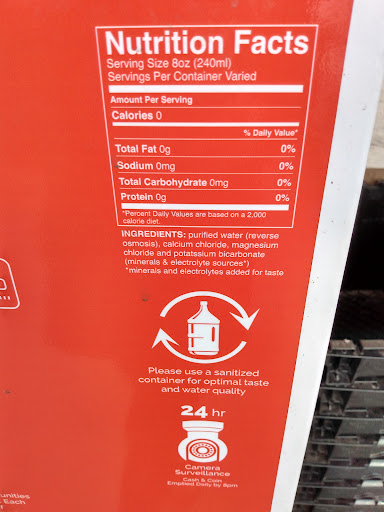 Nutrition Facts
Serving Size 8oz (240ml)
Servings Per Container Varied
Amount Per Serving
Calories 0
% Daily Value*
Total Fat 0g 0%
Sodium 0mg 0%
Total Carbohydrate 0mg 0%
Protein 0g 0%
*Percent Daily Values are based on a 2,000
calorie diet.
INGREDIENTS: purified water (reverse
osmosis), calcium chloride, magnesium
chloride and potatssium bicarbonate
(minerals & electrolyte sources*)
*minerals and electrolytes added for taste
Please use a sanitized
container for optimal taste
and water quality
24 hr
Camera
Surveillance
Cash & Coin
Emptied Daily by 8pm
unities
Each